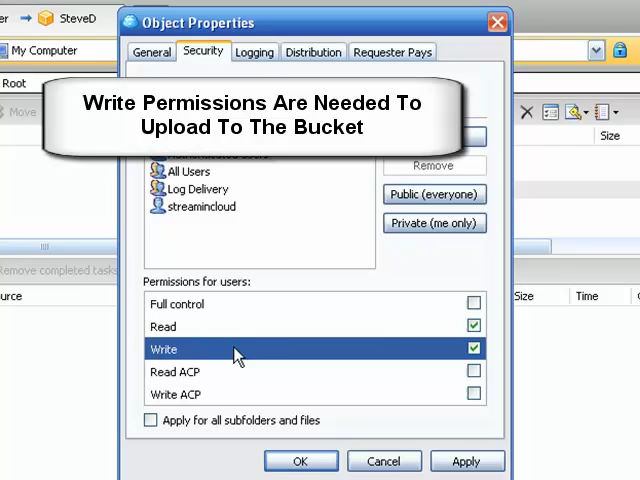 er
SteveD
Object Properties
My Computer
General
Security
Logging
Distribution
Requester Pays
Root
Move
Write Permissions Are Needed To
Upload To The Bucket
Size
All Users
Log Delivery
streamincloud
Remove
Public (everyone)
Private (me only)
Remove completed tasks
Permissions for users:
ource
Size
Time
Full control
Read
Write
Read ACP
Write ACP
Apply for all subfolders and files
OK
Cancel
Apply